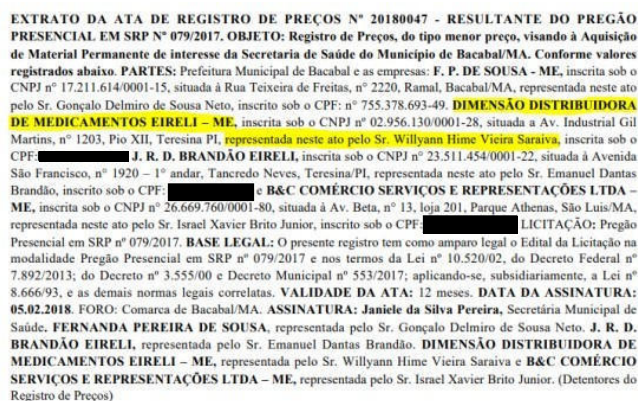 EXTRATO DA ATA DE REGISTRO DE PREÇOS Nº 20180047 - RESULTANTE DO PREGÃO
PRESENCIAL EM SRP Nº 079/2017. OBJETO: Registro de Preços, do tipo menor preço, visando à Aquisição
de Material Permanente de interesse da Secretaria de Saúde do Município de Bacabal/MA. Conforme valores
registrados abaixo. PARTES: Prefeitura Municipal de Bacabal e as empresas: F. P. DE SOUSA - ME, inscrita sob o
CNPJ nº 17.211.614/0001-15, situada à Rua Teixeira de Freitas, nº 2220, Ramal, Bacabal/MA, representada neste ato
pelo Sr. Gonçalo Delmiro de Sousa Neto, inscrito sob o CPF: nº 755.378.693-49. DIMENSÃO DISTRIBUIDORA
DE MEDICAMENTOS EIRELI – ME, inscrita sob o CNPJ nº 02.956.130/0001-28, situada a Av. Industrial Gil
Martins, nº 1203, Pio XII, Teresina PI, representada neste ato pelo Sr. Willyann Hime Vieira Saraiva, inscrito sob o
CPF: J. R. D. BRANDÃO EIRELI, inscrita sob o CNPJ nº 23.511.454/0001-22, situada à Avenida
São Francisco, nº 1920 – 1° andar, Tancredo Neves, Teresina/PI, representada neste ato pelo Sr. Emanuel Dantas
Brandão, inscrito sob o CPF: e B&C COMÉRCIO SERVIÇOS E REPRESENTAÇÕES LTDA –
ME, inscrita sob o CNPJ nº 26.669.760/0001-80, situada à Av. Beta, nº 13, loja 201, Parque Athenas, São Luis/MA,
representada neste ato pelo Sr. Israel Xavier Brito Junior, inscrito sob o CPF: LICITAÇÃO: Pregão
Presencial em SRP nº 079/2017. BASE LEGAL: O presente registro tem como amparo legal o Edital da Licitação na
modalidade Pregão Presencial em SRP nº 079/2017 e nos termos da Lei nº 10.520/02, do Decreto Federal nº
7.892/2013; do Decreto nº 3.555/00 e Decreto Municipal nº 553/2017; aplicando-se, subsidiariamente, a Lei nº
8.666/93, e as demais normas legais correlatas. VALIDADE DA ATA: 12 meses. DATA DA ASSINATURA:
05.02.2018. FORO: Comarca de Bacabal/MA. ASSINATURA: Janiele da Silva Pereira, Secretária Municipal de
Saúde. FERNANDA PEREIRA DE SOUSA, representada pelo Sr. Gonçalo Delmiro de Sousa Neto. J. R. D.
BRANDÃO EIRELI, representada pelo Sr. Emanuel Dantas Brandão. DIMENSÃO DISTRIBUIDORA DE
MEDICAMENTOS EIRELI – ME, representada pelo Sr. Willyann Hime Vieira Saraiva e B&C COMÉRCIO
SERVIÇOS E REPRESENTAÇÕES LTDA – ME, representada pelo Sr. Israel Xavier Brito Junior. (Detentores do
Registro de Preços)